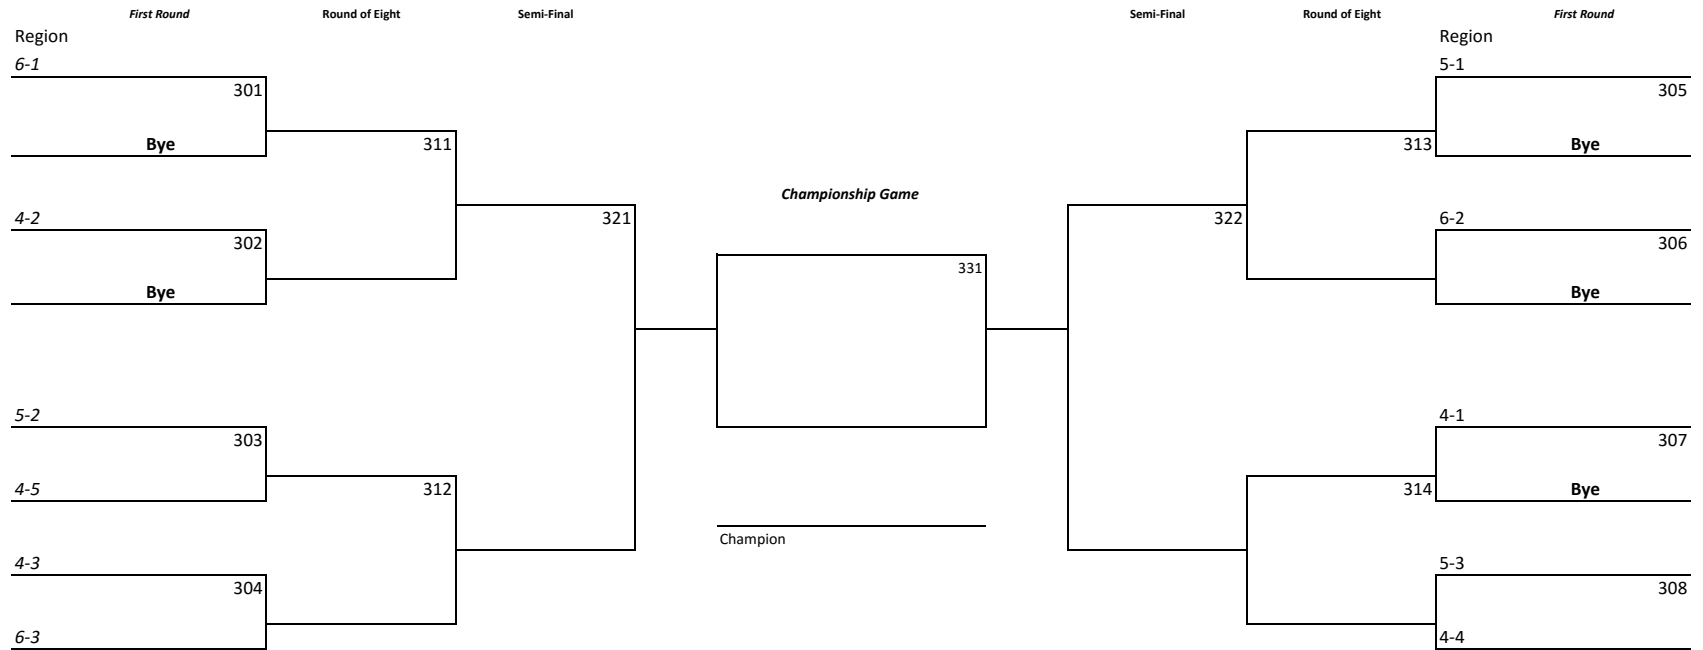 First Round Round of Eight Semi-Final Semi-Final Round of Eight First Round
Region Region
6-1 5-1
301 305
Bye 311 313 Bye
Championship Game
4-2 321 322 6-2
302 306
331
Bye Bye
5-2 4-1
303 307
4-5 312 314 Bye
Champion
4-3 5-3
304 308
6-3 4-4